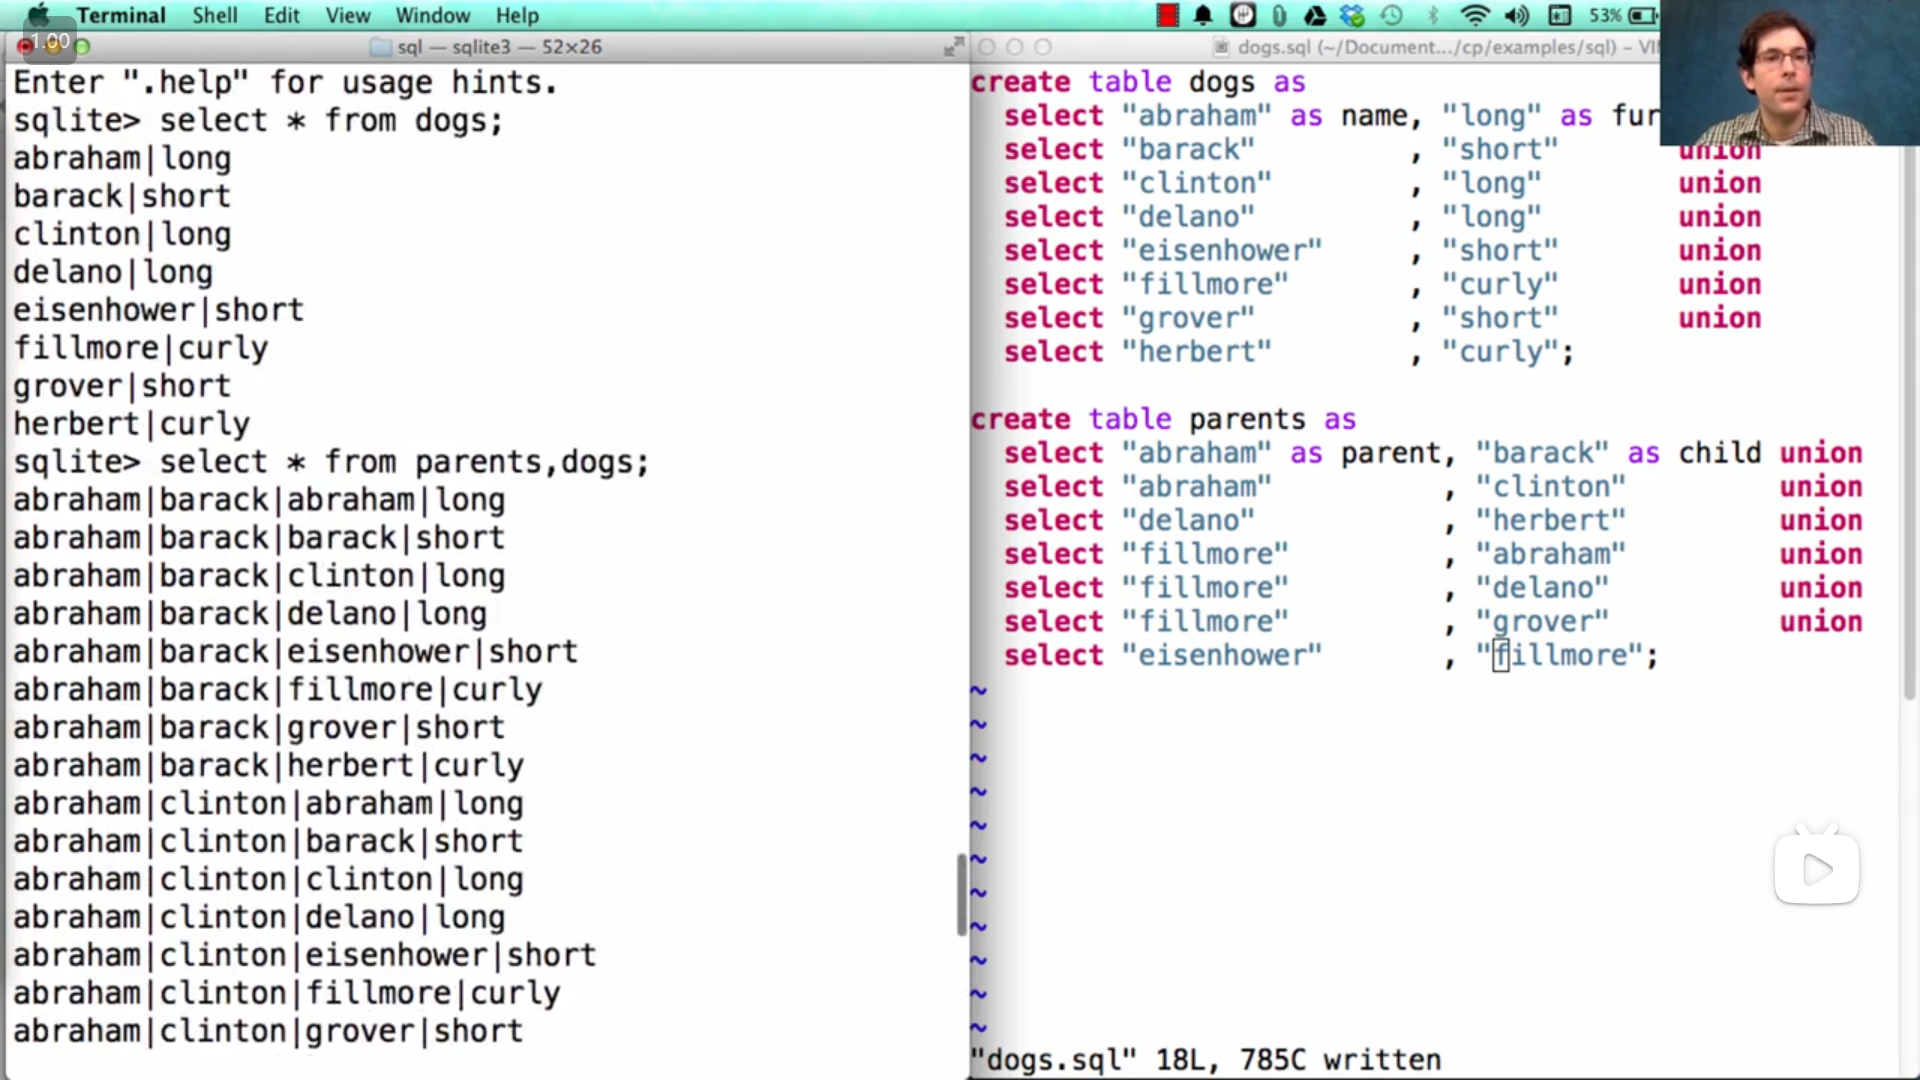 Terminal Shell Edit View Window Help 53%
1.00
sql — sqlite3 — 52×26
Enter ".help" for usage hints.
sqlite> select * from dogs;
abraham|long
barack|short
clinton|long
delano|long
eisenhower|short
fillmore|curly
grover|short
herbert|curly
sqlite> select * from parents,dogs;
abraham|barack|abraham|long
abraham|barack|barack|short
abraham|barack|clinton|long
abraham|barack|delano|long
abraham|barack|eisenhower|short
abraham|barack|fillmore|curly
abraham|barack|grover|short
abraham|barack|herbert|curly
abraham|clinton|abraham|long
abraham|clinton|barack|short
abraham|clinton|clinton|long
abraham|clinton|delano|long
abraham|clinton|eisenhower|short
abraham|clinton|fillmore|curly
abraham|clinton|grover|short
dogs.sql (~/Document.../cp/examples/sql) – VI
create table dogs as
select "abraham" as name, "long" as fur
select "barack" , "short" union
select "clinton" , "long" union
select "delano" , "long" union
select "eisenhower" , "short" union
select "fillmore" , "curly" union
select "grover" , "short" union
select "herbert" , "curly";
create table parents as
select "abraham" as parent, "barack" as child union
select "abraham" , "clinton" union
select "delano" , "herbert" union
select "fillmore" , "abraham" union
select "fillmore" , "delano" union
select "fillmore" , "grover" union
select "eisenhower" , "fillmore";
~
~
~
~
~
~
~
~
~
~
~
"dogs.sql" 18L, 785C written